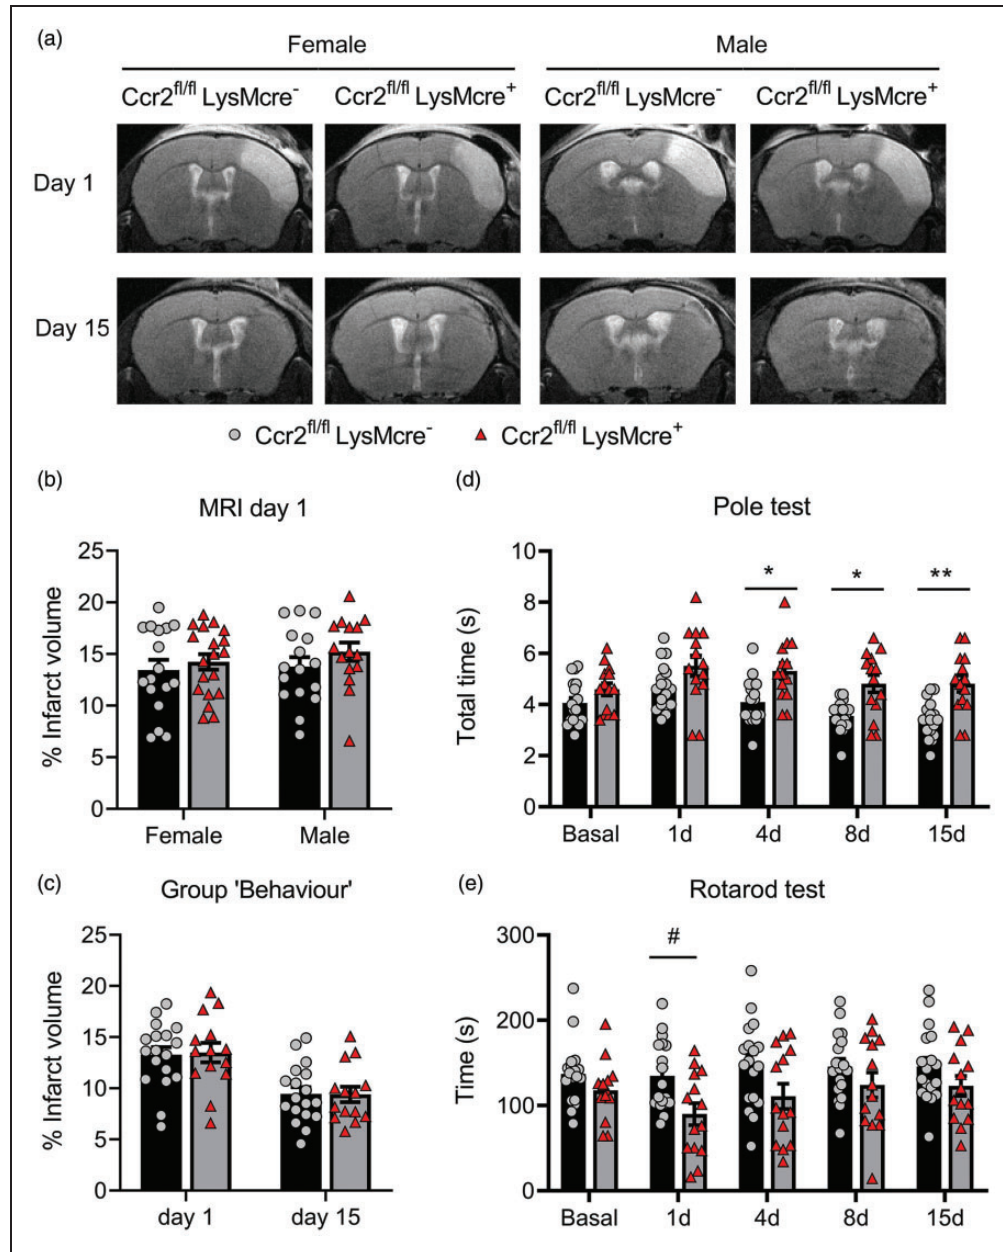 (a)
Female Male
Ccr2fl/fl LysMcre- Ccr2fl/fl LysMcre+ Ccr2fl/fl LysMcre- Ccr2fl/fl LysMcre+
Day 1
Day 15
Ccr2fl/fl LysMcre- Ccr2fl/fl LysMcre+
(b)
MRI day 1
% Infarct volume
25
20
15
10
5
0
Female Male
(c)
Group 'Behaviour'
% Infarct volume
25
20
15
10
5
0
day 1 day 15
(d)
Pole test
Total time (s)
10
8
6
4
2
0
* * **
Basal 1d 4d 8d 15d
(e)
Rotarod test
Time (s)
300
200
100
0
#
Basal 1d 4d 8d 15d